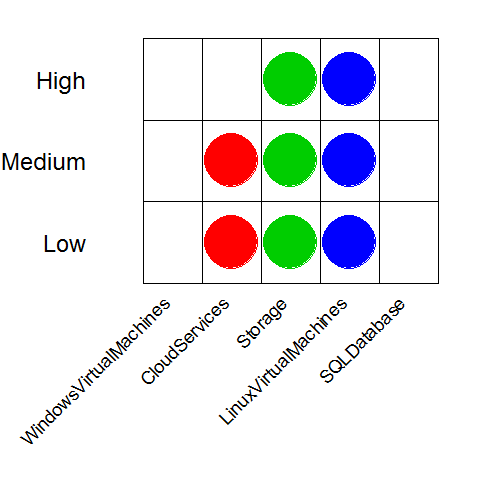 High
Medium
Low
WindowsVirtualMachines
CloudServices
Storage
LinuxVirtualMachines
SQLDatabase